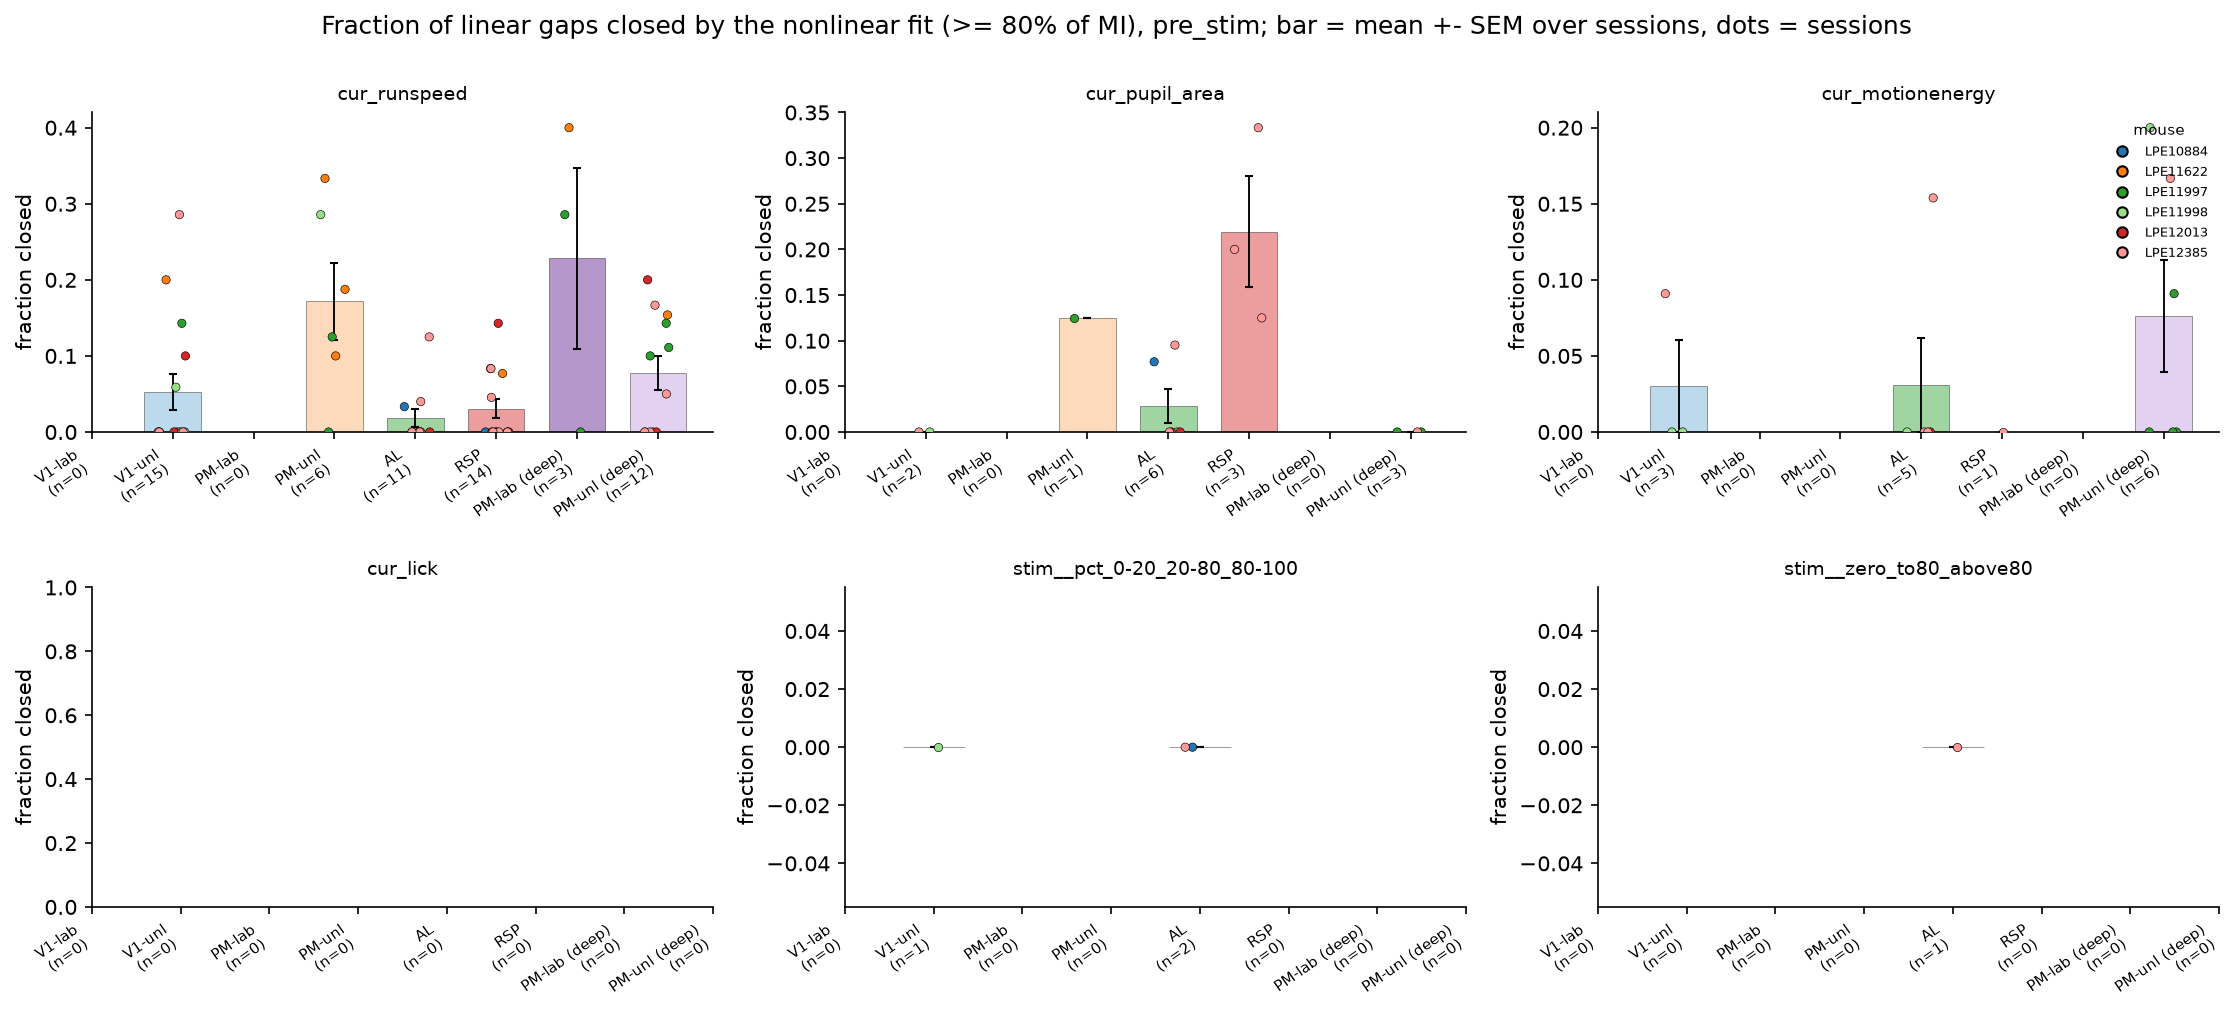 Fraction of linear gaps closed by the nonlinear fit (>= 80% of MI), pre_stim; bar = mean +- SEM over sessions, dots = sessions
cur_runspeed
fraction closed
0.4
0.3
0.2
0.1
0.0
V1-lab
(n=0)
V1-unl
(n=15)
PM-lab
(n=0)
PM-unl
(n=6)
AL
(n=11)
RSP
(n=14)
PM-lab (deep)
(n=3)
PM-unl (deep)
(n=12)
cur_pupil_area
fraction closed
0.35
0.30
0.25
0.20
0.15
0.10
0.05
0.00
V1-lab
(n=0)
V1-unl
(n=2)
PM-lab
(n=0)
PM-unl
(n=1)
AL
(n=6)
RSP
(n=3)
PM-lab (deep)
(n=0)
PM-unl (deep)
(n=3)
cur_motionenergy
fraction closed
0.20
0.15
0.10
0.05
0.00
mouse
LPE10884
LPE11622
LPE11997
LPE11998
LPE12013
LPE12385
V1-lab
(n=0)
V1-unl
(n=3)
PM-lab
(n=0)
PM-unl
(n=0)
AL
(n=5)
RSP
(n=1)
PM-lab (deep)
(n=0)
PM-unl (deep)
(n=6)
cur_lick
fraction closed
1.0
0.8
0.6
0.4
0.2
0.0
V1-lab
(n=0)
V1-unl
(n=0)
PM-lab
(n=0)
PM-unl
(n=0)
AL
(n=0)
RSP
(n=0)
PM-lab (deep)
(n=0)
PM-unl (deep)
(n=0)
stim__pct_0-20_20-80_80-100
fraction closed
0.04
0.02
0.00
−0.02
−0.04
V1-lab
(n=0)
V1-unl
(n=1)
PM-lab
(n=0)
PM-unl
(n=0)
AL
(n=2)
RSP
(n=0)
PM-lab (deep)
(n=0)
PM-unl (deep)
(n=0)
stim__zero_to80_above80
fraction closed
0.04
0.02
0.00
−0.02
−0.04
V1-lab
(n=0)
V1-unl
(n=0)
PM-lab
(n=0)
PM-unl
(n=0)
AL
(n=1)
RSP
(n=0)
PM-lab (deep)
(n=0)
PM-unl (deep)
(n=0)